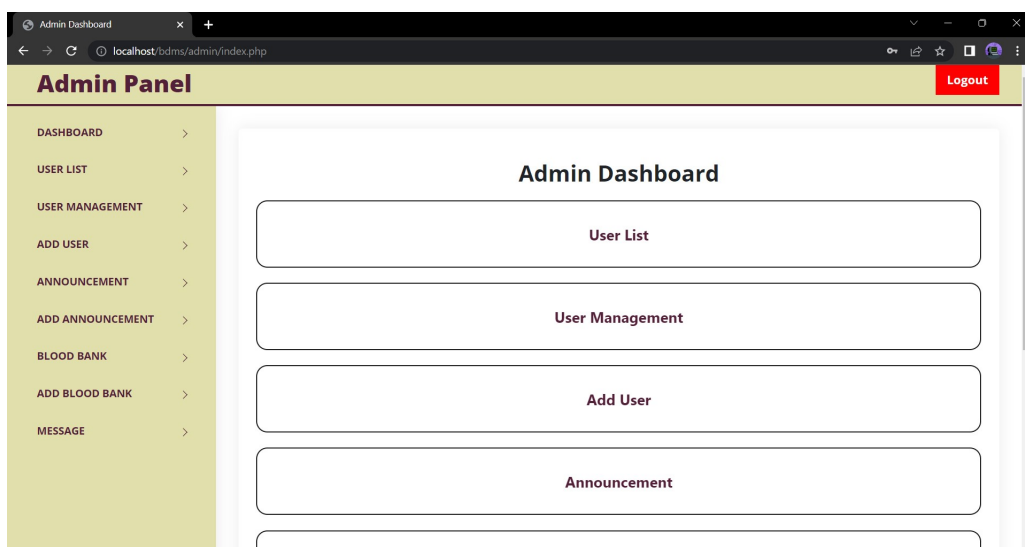 Admin Dashboard
localhost/bdms/admin/index.php
Admin Panel
Logout
DASHBOARD
USER LIST
USER MANAGEMENT
ADD USER
ANNOUNCEMENT
ADD ANNOUNCEMENT
BLOOD BANK
ADD BLOOD BANK
MESSAGE
Admin Dashboard
User List
User Management
Add User
Announcement